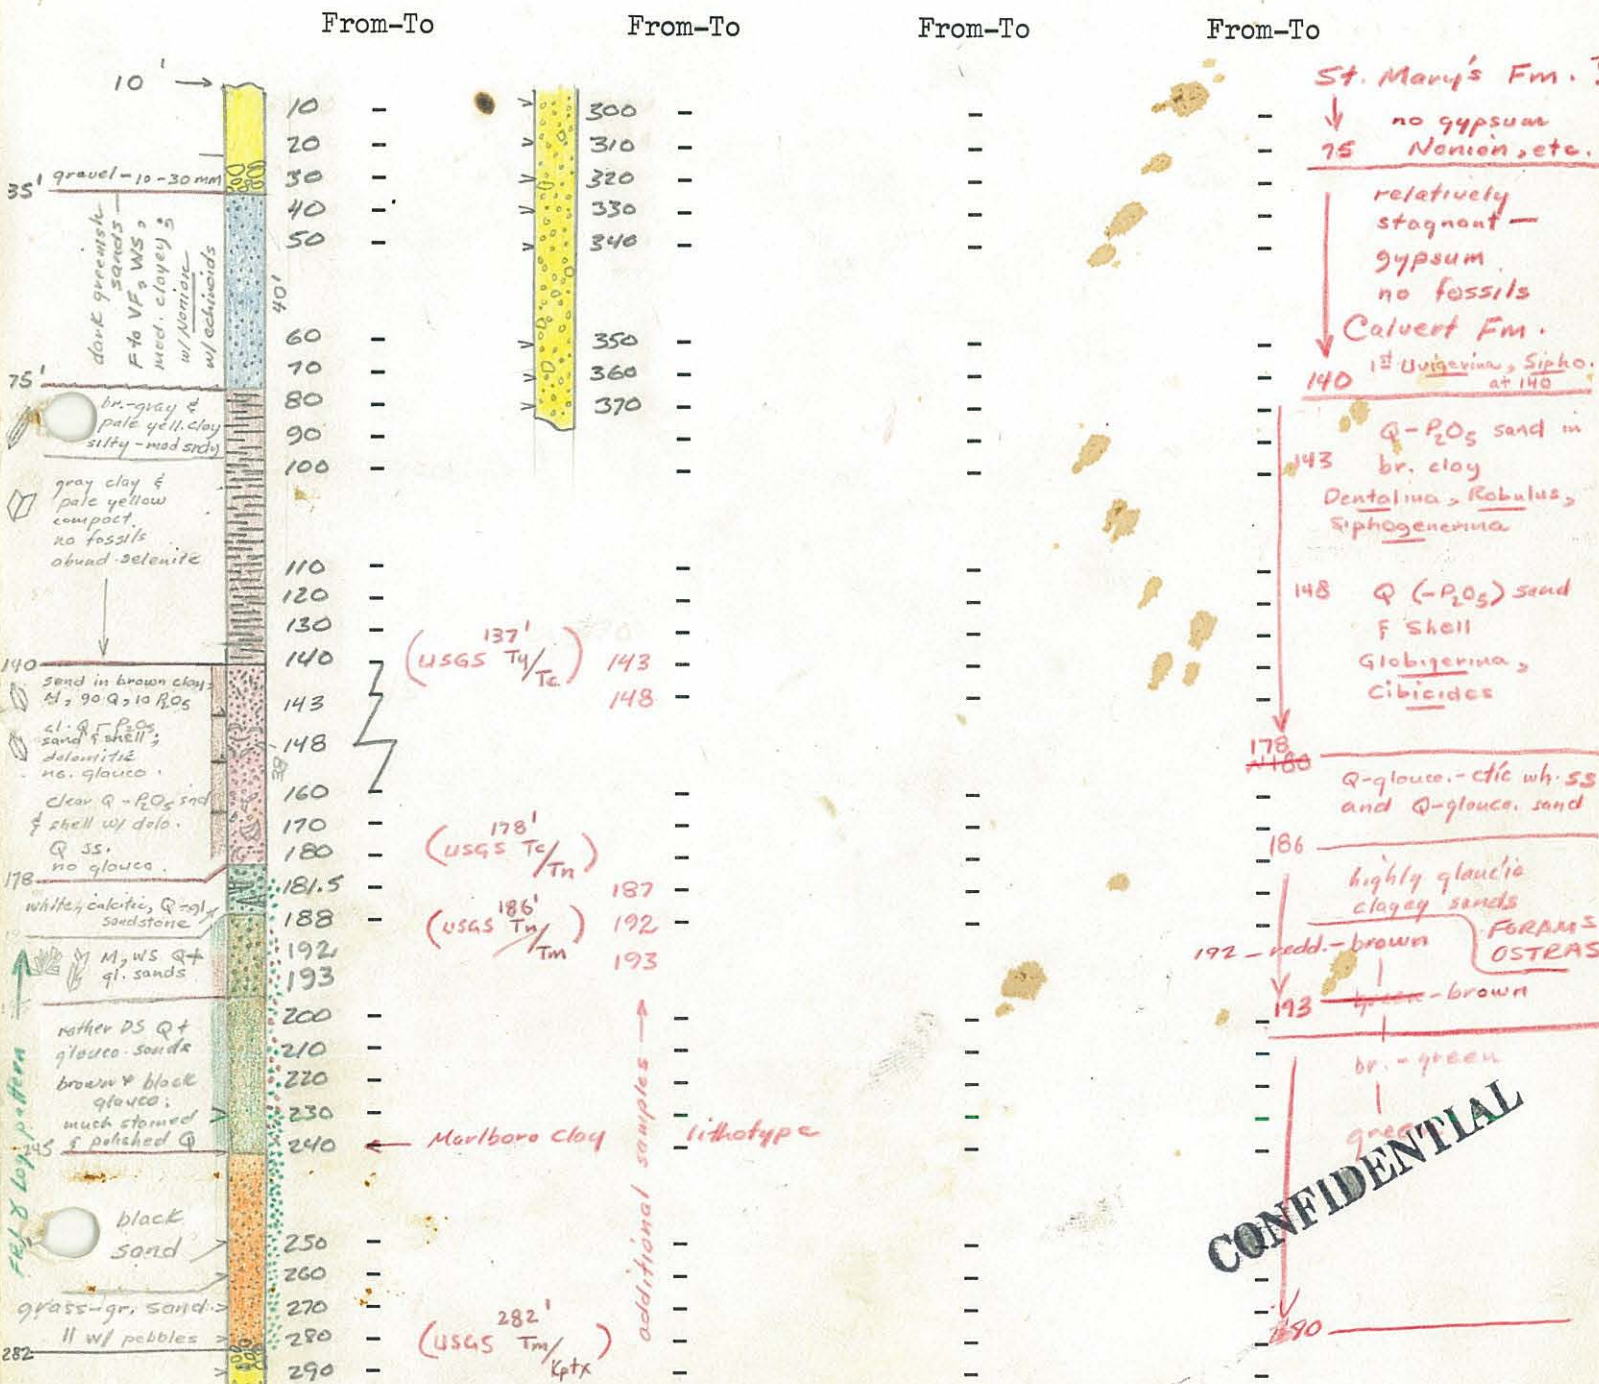 From-To From-To From-To From-To
10' →
35'
gravel-10-30mm
dark greenish
sands —
F to VF, WS,
mod. clayey;
w/ Nonion
w/ echinoids
75'
br.-gray &
pale yell. clay
silty - mod sndy
gray clay &
pale yellow
compact.
no fossils
abund. selenite
140
sand in brown clay;
M, 90 Q, 10 P2O5
cl. Q - P2O5
sand & shell;
dolomitic
no. glauco.
clear Q - P2O5 snd
& shell w/ dolo.
Q ss.
no glauco.
178
white, calcitic, Q-gl
sandstone
M, WS Q+
gl. sands
rather DS Q+
glauco. sands
brown & black
glauco;
much stained
& polished Q
245
black
sand
grass-gr. sand
11 w/ pebbles
282
γ Log pattern
10
20
30
40
50
40'
60
70
80
90
100
110
120
130
140
143
148
38'
160
170
180
181.5
188
192
193
200
210
220
230
240
250
260
270
280
290
(USGS 137' Ty/Tc)
143
148
(USGS 178' Tc/Tn)
187
(USGS 186' Tn/Tm)
192
193
additional samples →
← Marlboro Clay lithotype
(USGS 282' Tm/Kptx)
300
310
320
330
340
350
360
370
St. Mary's Fm. ?
no gypsum
75 Nonion, etc.
relatively
stagnant —
gypsum
no fossils
Calvert Fm.
1st Uvigerina, Sipho.
140 at 140
Q-P2O5 sand in
143 br. clay
Dentalina, Robulus,
Siphogenerina
148 Q (-P2O5) sand
& shell
Globigerina,
Cibicides
178
~180
Q-glauco.-ctic wh. ss
and Q-glauco. sand
186
highly glauc'ic
clayey sands
FORAMS
OSTRAS
192 - redd.-brown
193 green-brown
br.-green
green
CONFIDENTIAL
280